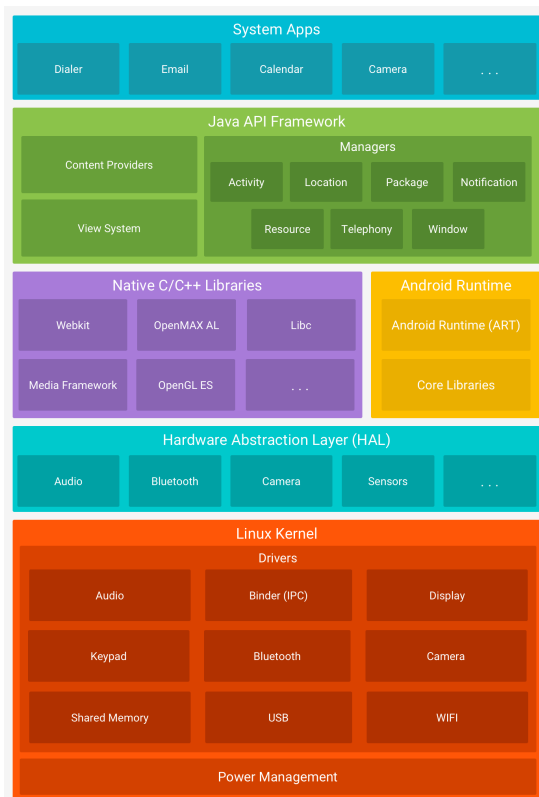 System Apps
Dialer
Email
Calendar
Camera
. . .
Java API Framework
Content Providers
View System
Managers
Activity
Location
Package
Notification
Resource
Telephony
Window
Native C/C++ Libraries
Webkit
OpenMAX AL
Libc
Media Framework
OpenGL ES
. . .
Android Runtime
Android Runtime (ART)
Core Libraries
Hardware Abstraction Layer (HAL)
Audio
Bluetooth
Camera
Sensors
. . .
Linux Kernel
Drivers
Audio
Binder (IPC)
Display
Keypad
Bluetooth
Camera
Shared Memory
USB
WIFI
Power Management